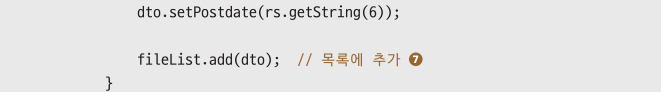 dto.setPostdate(rs.getString(6));
fileList.add(dto);  // 목록에 추가 ❼
}